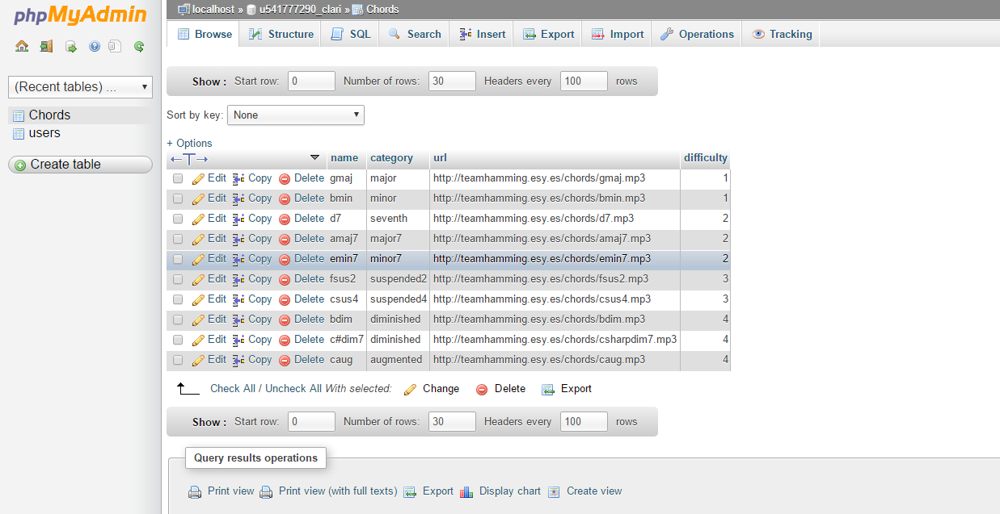 phpMyAdmin
(Recent tables) ...
Chords
users
Create table
localhost » u541777290_clari » Chords
Browse Structure SQL Search Insert Export Import Operations Tracking
Show : Start row: 0 Number of rows: 30 Headers every 100 rows
Sort by key: None
+ Options
name category url difficulty
Edit Copy Delete gmaj major http://teamhamming.esy.es/chords/gmaj.mp3 1
Edit Copy Delete bmin minor http://teamhamming.esy.es/chords/bmin.mp3 1
Edit Copy Delete d7 seventh http://teamhamming.esy.es/chords/d7.mp3 2
Edit Copy Delete amaj7 major7 http://teamhamming.esy.es/chords/amaj7.mp3 2
Edit Copy Delete emin7 minor7 http://teamhamming.esy.es/chords/emin7.mp3 2
Edit Copy Delete fsus2 suspended2 http://teamhamming.esy.es/chords/fsus2.mp3 3
Edit Copy Delete csus4 suspended4 http://teamhamming.esy.es/chords/csus4.mp3 3
Edit Copy Delete bdim diminished http://teamhamming.esy.es/chords/bdim.mp3 4
Edit Copy Delete c#dim7 diminished http://teamhamming.esy.es/chords/csharpdim7.mp3 4
Edit Copy Delete caug augmented http://teamhamming.esy.es/chords/caug.mp3 4
Check All / Uncheck All With selected: Change Delete Export
Show : Start row: 0 Number of rows: 30 Headers every 100 rows
Query results operations
Print view Print view (with full texts) Export Display chart Create view